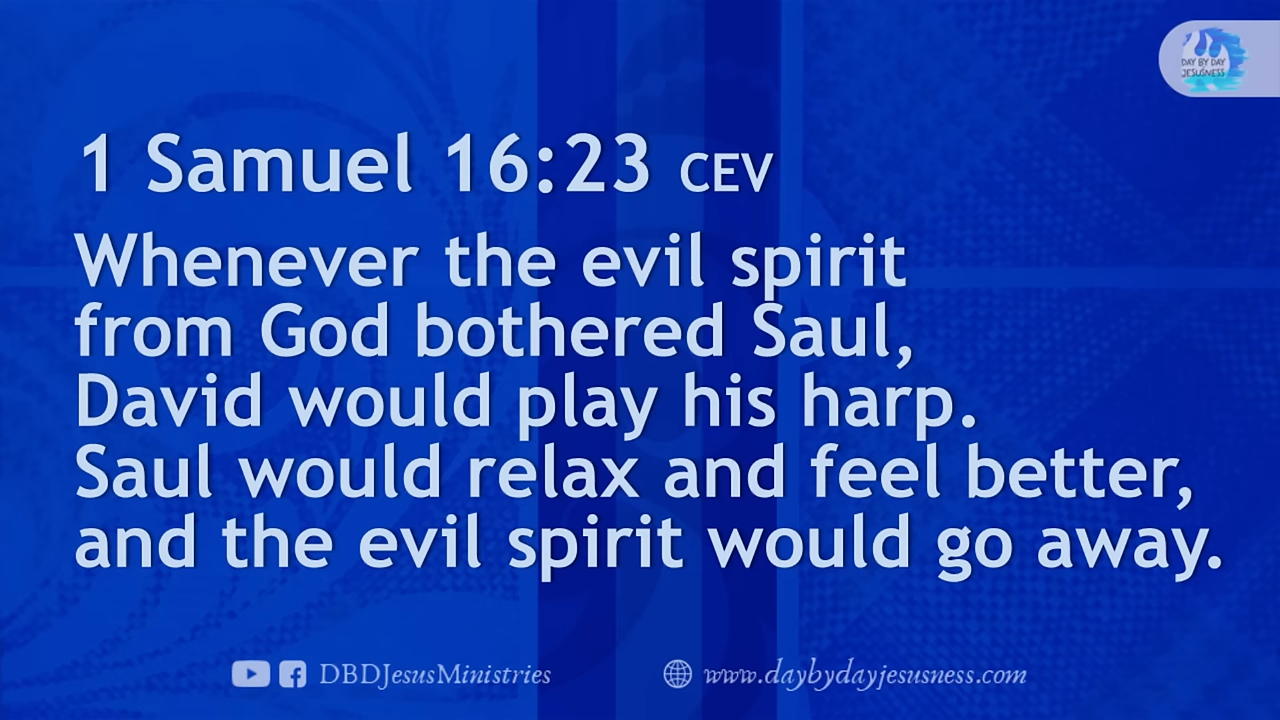 DAY BY DAY
JESUSNESS
1 Samuel 16:23 CEV
Whenever the evil spirit
from God bothered Saul,
David would play his harp.
Saul would relax and feel better,
and the evil spirit would go away.
DBDJesusMinistries
www.daybydayjesusness.com